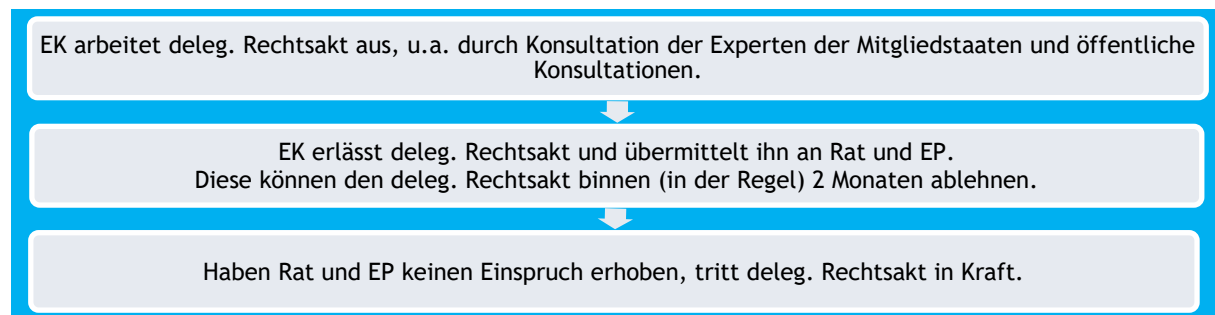 EK arbeitet deleg. Rechtsakt aus, u.a. durch Konsultation der Experten der Mitgliedstaaten und öffentliche
Konsultationen.
EK erlässt deleg. Rechtsakt und übermittelt ihn an Rat und EP.
Diese können den deleg. Rechtsakt binnen (in der Regel) 2 Monaten ablehnen.
Haben Rat und EP keinen Einspruch erhoben, tritt deleg. Rechtsakt in Kraft.